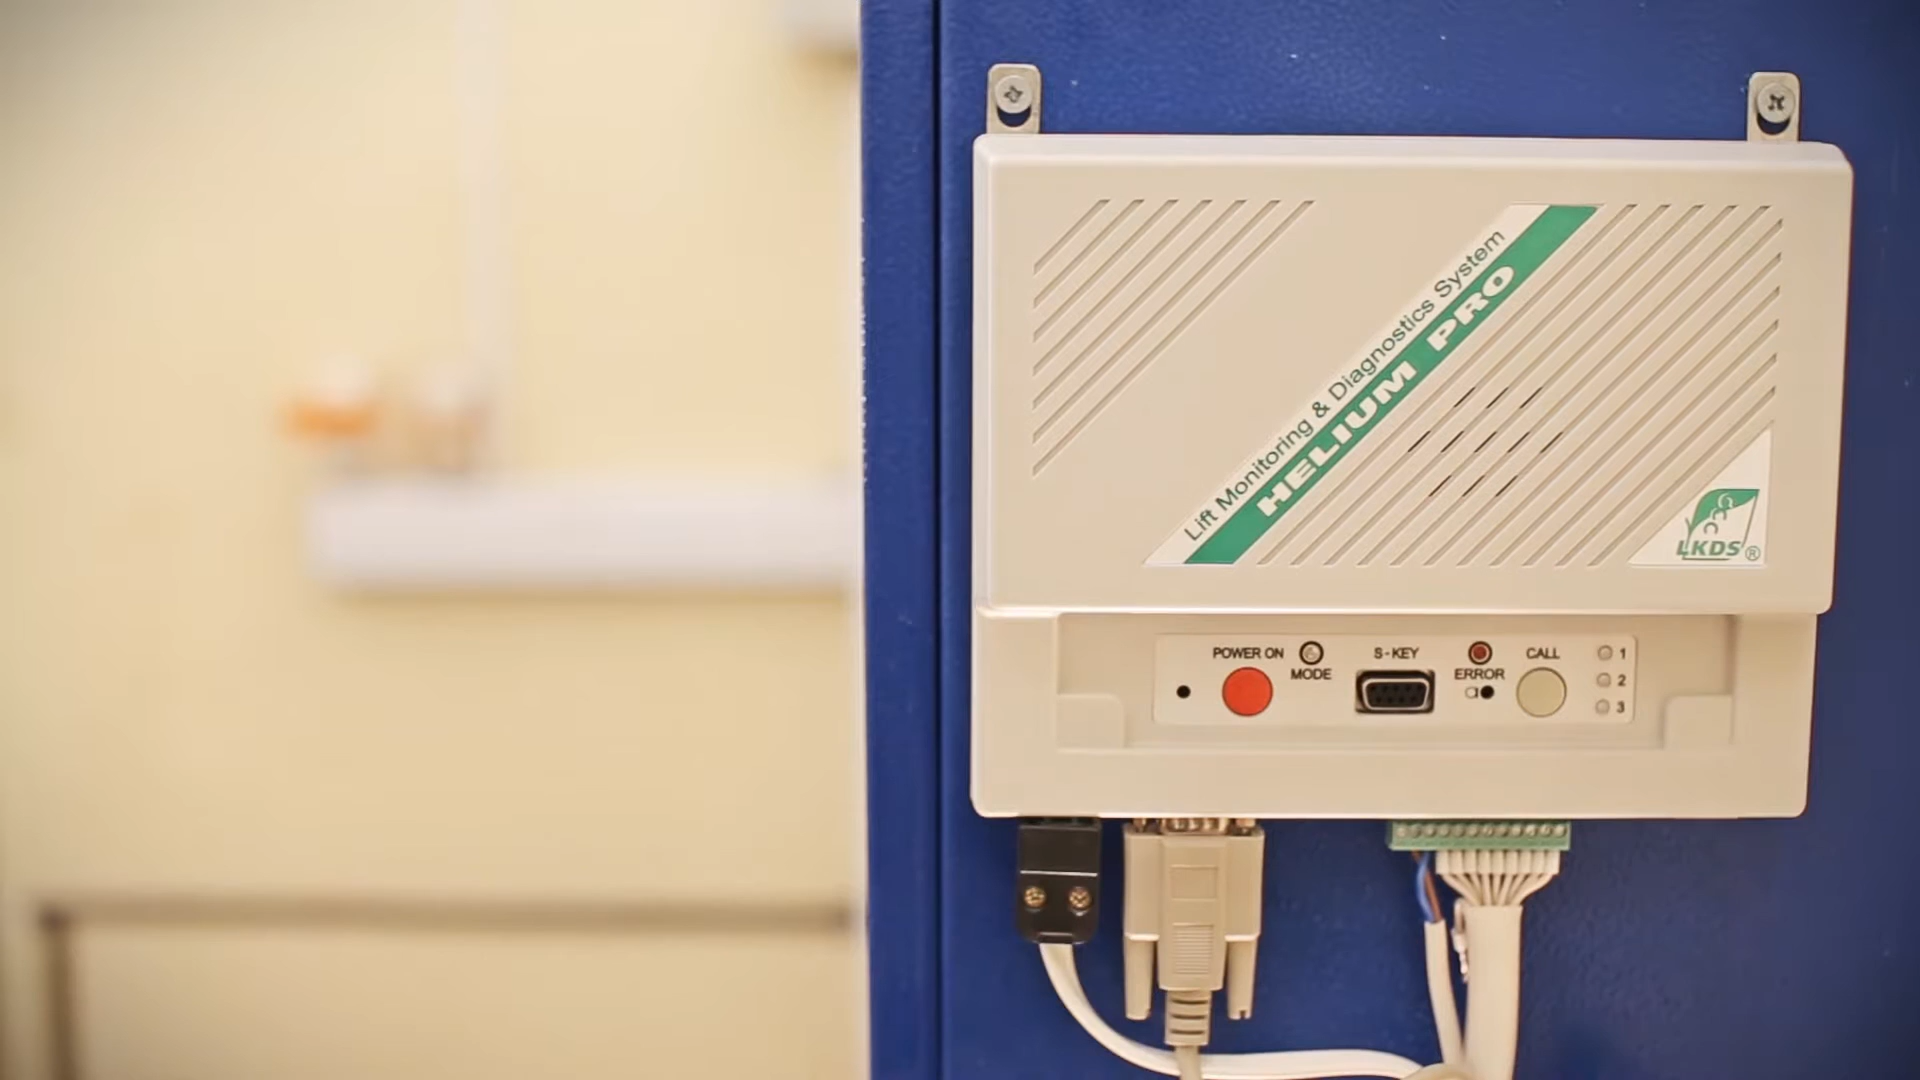 Lift Monitoring & Diagnostics System
HELIUM PRO
LKDS ®
POWER ON
MODE
S-KEY
ERROR
CALL
1
2
3